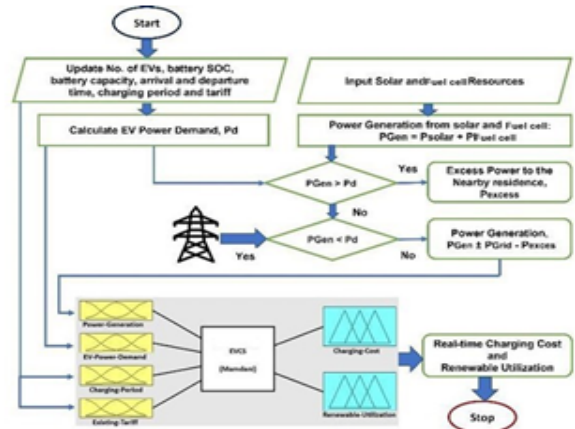 Start
Update No. of EVs, battery SOC,
battery capacity, arrival and departure
time, charging period and tariff
Input Solar andFuel cell Resources
Calculate EV Power Demand, Pd
Power Generation from solar and Fuel cell:
PGen = Psolar + PFuel cell
PGen > Pd
Yes
Excess Power to the
Nearby residence,
Pexcess
No
PGen < Pd
Yes
No
Power Generation,
PGen ± PGrid - Pexces
Power-Generation
EV-Power-Demand
Charging-Period
Existing-Tariff
EVCS
(Mamdani)
Charging-Cost
Renewable-Utilization
Real-time Charging Cost
and
Renewable Utilization
Stop